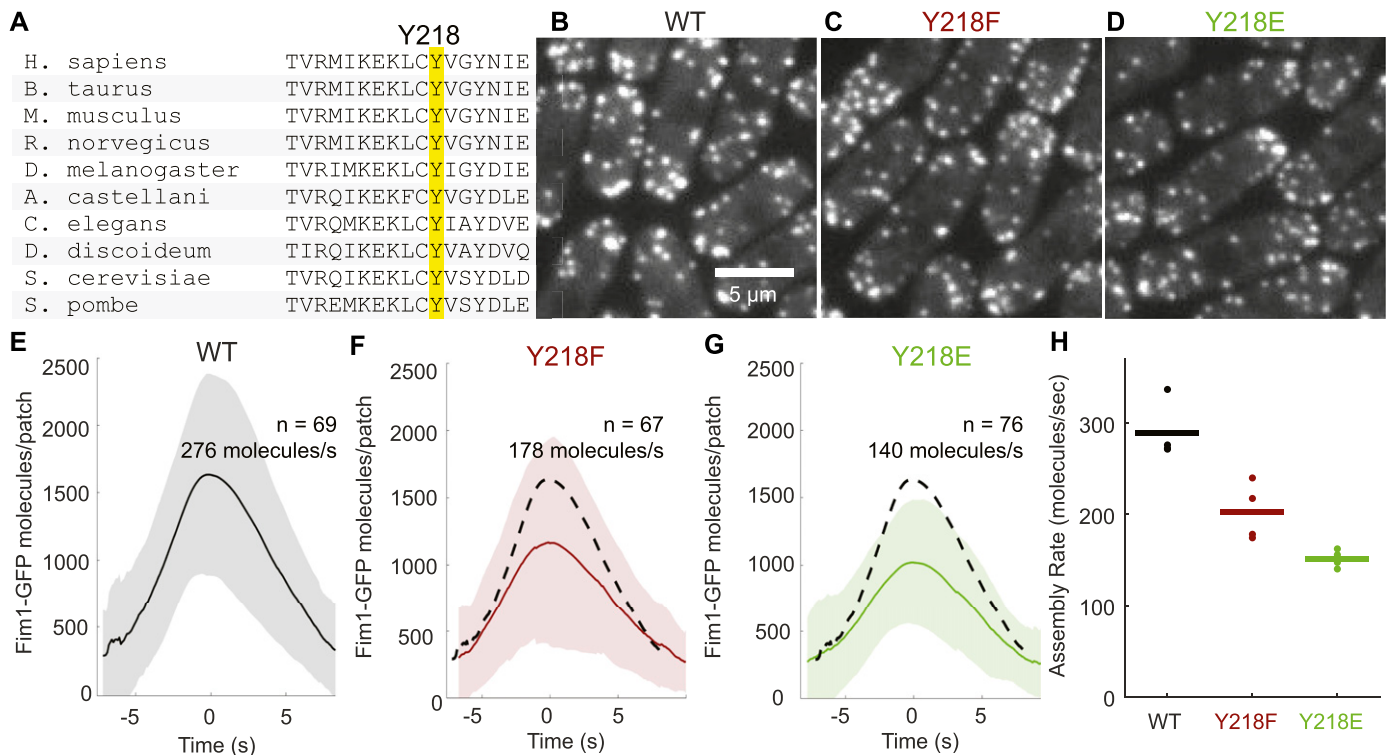 A
Y218
H. sapiens TVRMIKEKLCYVGYNIE
B. taurus TVRMIKEKLCYVGYNIE
M. musculus TVRMIKEKLCYVGYNIE
R. norvegicus TVRMIKEKLCYVGYNIE
D. melanogaster TVRIMKEKLCYIGYDIE
A. castellani TVRQIKEKFCYVGYDLE
C. elegans TVRQMKEKLCYIAYDVE
D. discoideum TIRQIKEKLCYVAYDVQ
S. cerevisiae TVRQIKEKLCYVSYDLD
S. pombe TVREMKEKLCYVSYDLE
B WT
5 μm
C Y218F
D Y218E
E WT
2500
2000
1500
1000
500
0
Fim1-GFP molecules/patch
n = 69
276 molecules/s
-5 0 5
Time (s)
F Y218F
2500
2000
1500
1000
500
0
Fim1-GFP molecules/patch
n = 67
178 molecules/s
-5 0 5
Time (s)
G Y218E
2500
2000
1500
1000
500
0
Fim1-GFP molecules/patch
n = 76
140 molecules/s
-5 0 5
Time (s)
H
300
200
100
0
Assembly Rate (molecules/sec)
WT Y218F Y218E